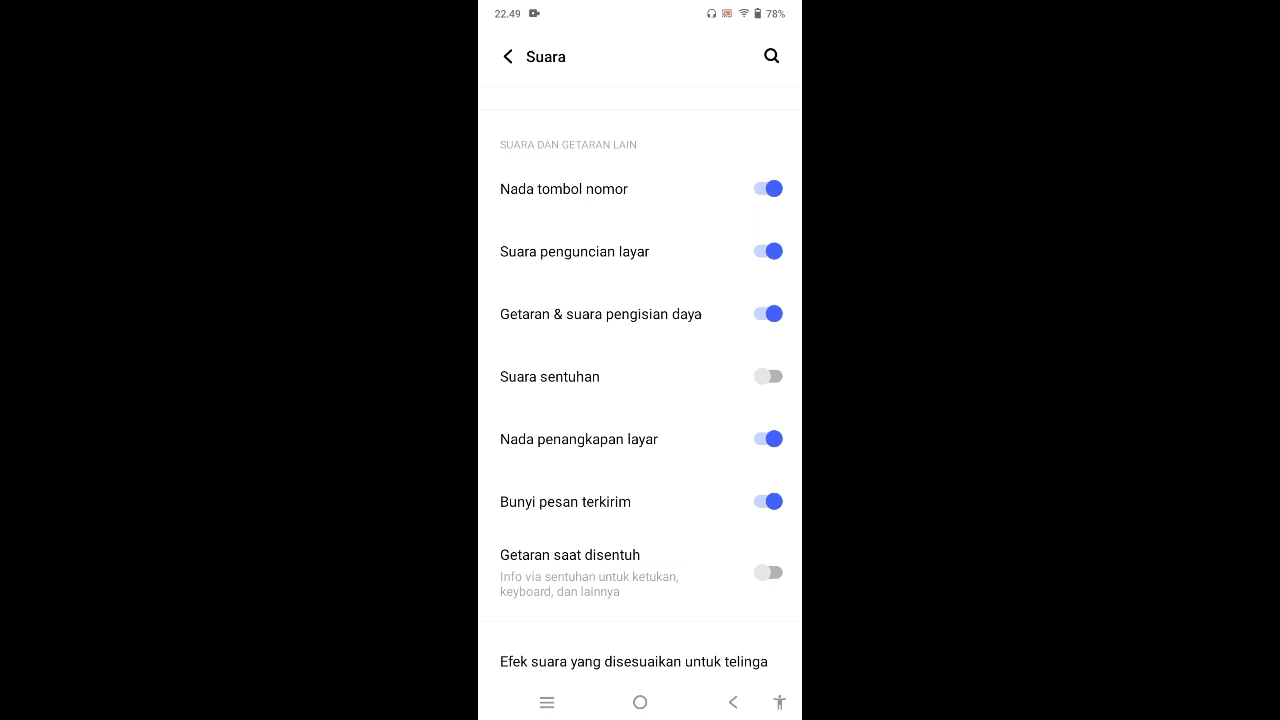 22.49
78%
Suara
SUARA DAN GETARAN LAIN
Nada tombol nomor
Suara penguncian layar
Getaran & suara pengisian daya
Suara sentuhan
Nada penangkapan layar
Bunyi pesan terkirim
Getaran saat disentuh
Info via sentuhan untuk ketukan,
keyboard, dan lainnya
Efek suara yang disesuaikan untuk telinga